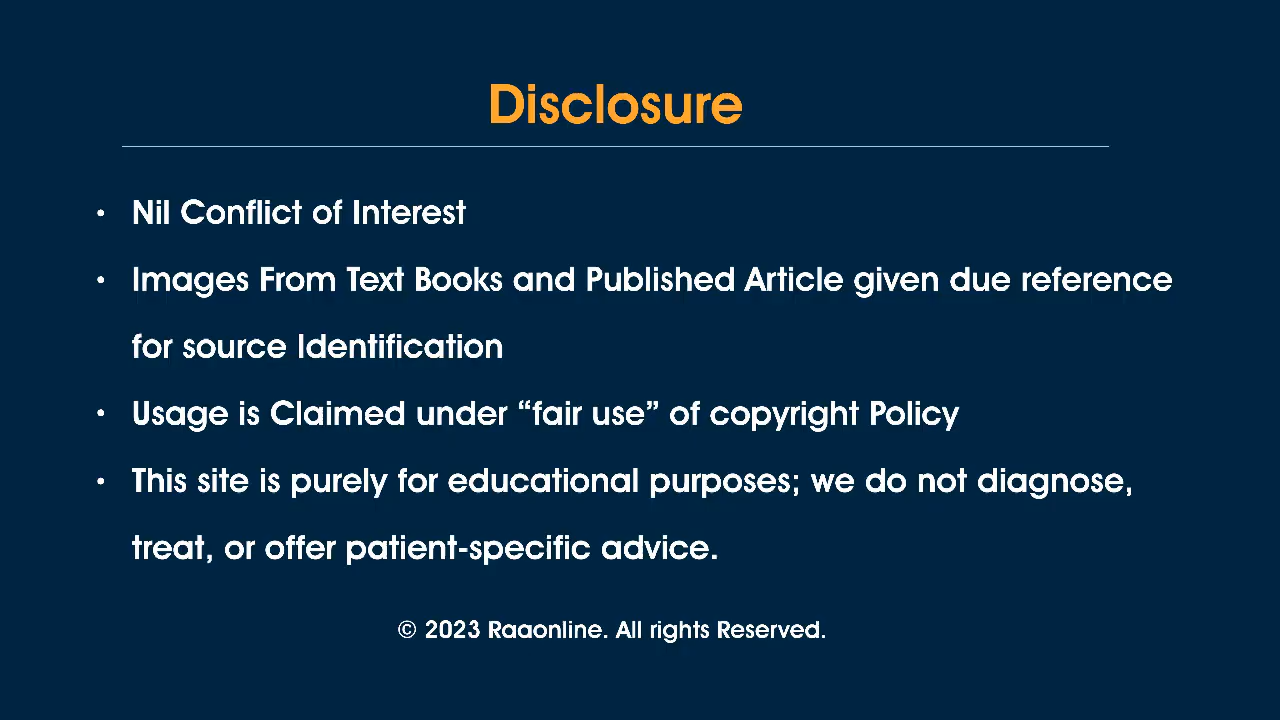 Disclosure
• Nil Conflict of Interest
• Images From Text Books and Published Article given due reference
for source Identification
• Usage is Claimed under “fair use” of copyright Policy
• This site is purely for educational purposes; we do not diagnose,
treat, or offer patient-specific advice.
© 2023 Raaonline. All rights Reserved.